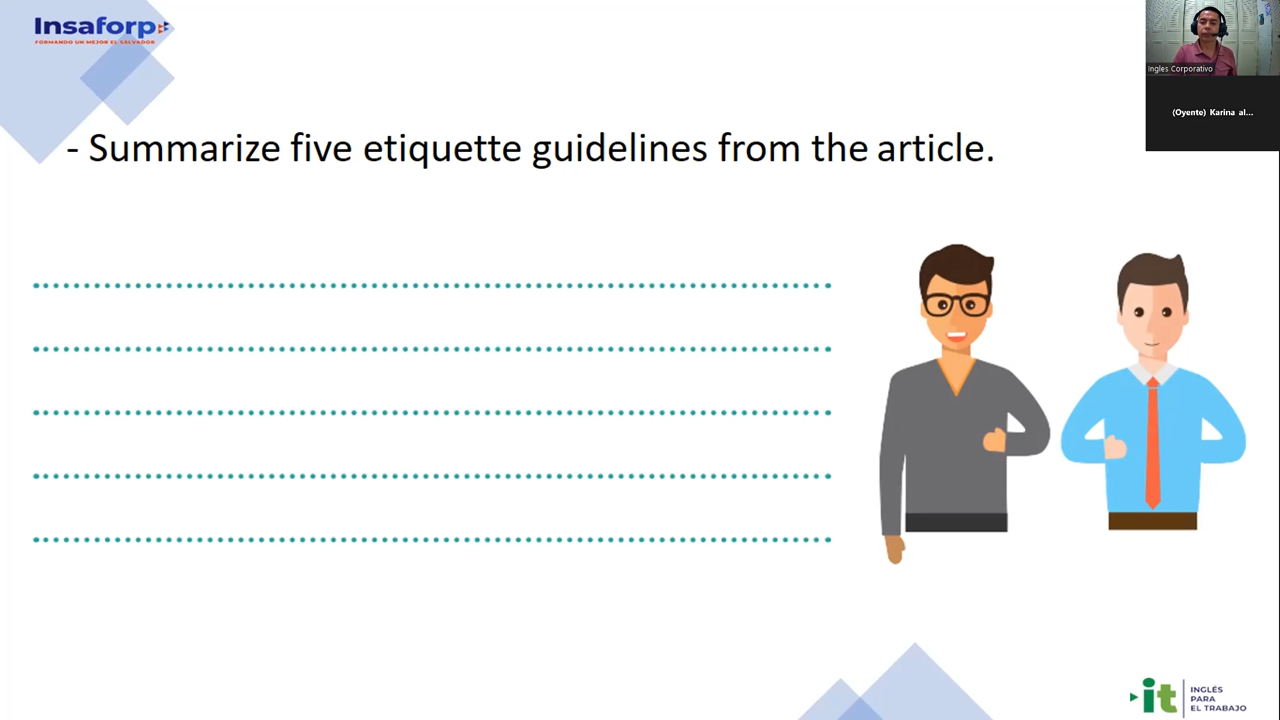 Insaforp
FORMANDO UN MEJOR EL SALVADOR
Ingles Corporativo
(Oyente) Karina al...
- Summarize five etiquette guidelines from the article.
it
INGLÉS
PARA
EL TRABAJO